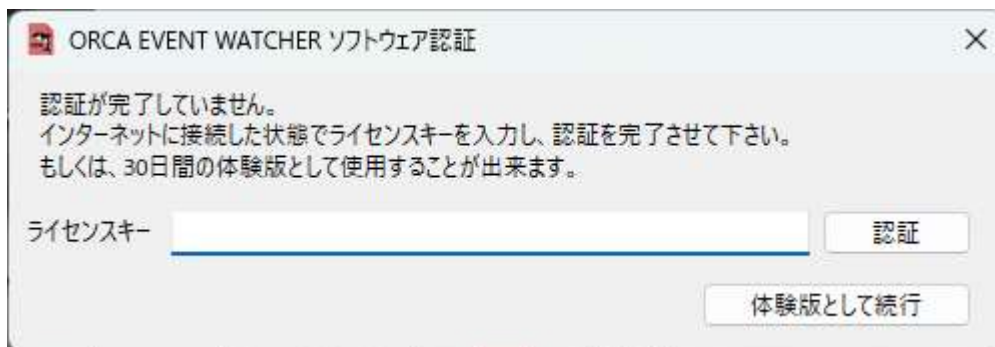 ORCA EVENT WATCHER ソフトウェア認証
認証が完了していません。
インターネットに接続した状態でライセンスキーを入力し、認証を完了させて下さい。
もしくは、30日間の体験版として使用することが出来ます。
ライセンスキー
認証
体験版として続行